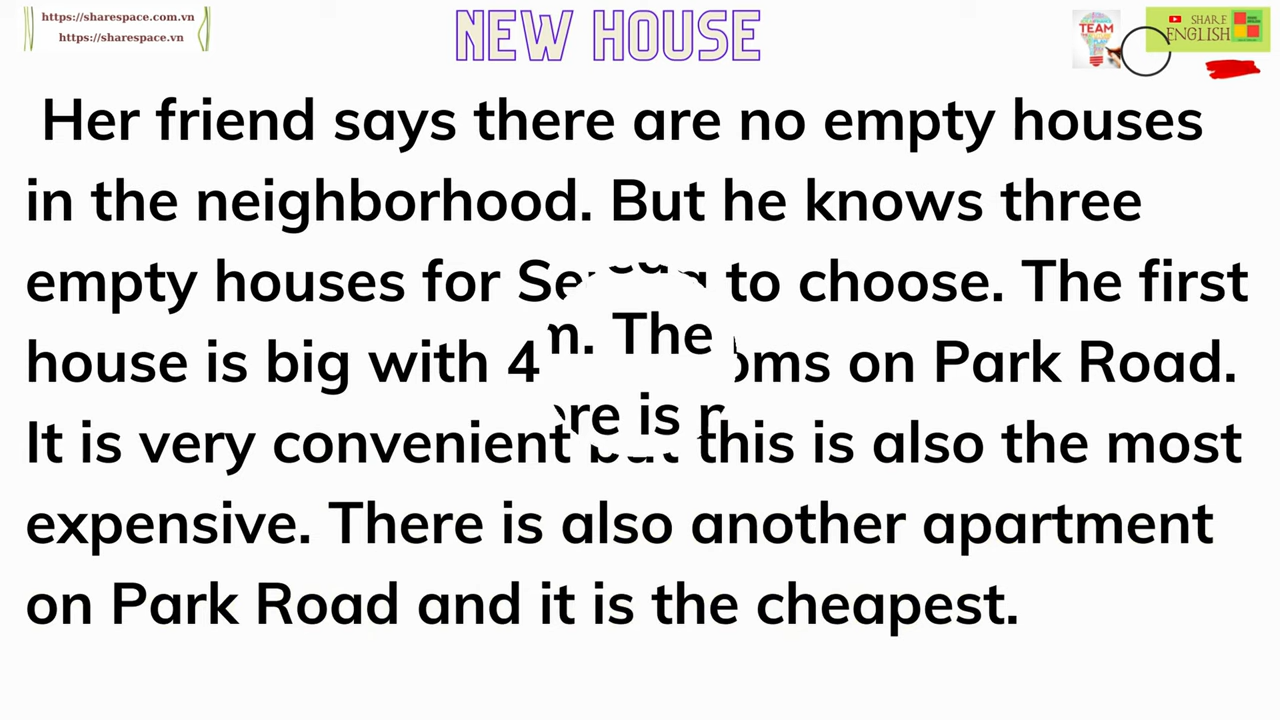 https://sharespace.com.vn
https://sharespace.vn
NEW HOUSE
TEAM
SHARE
ENGLISH
Her friend says there are no empty houses
in the neighborhood. But he knows three
empty houses for to choose. The first
house is big with 4 on Park Road.
n. The
re is
It is very convenient this is also the most
expensive. There is also another apartment
on Park Road and it is the cheapest.